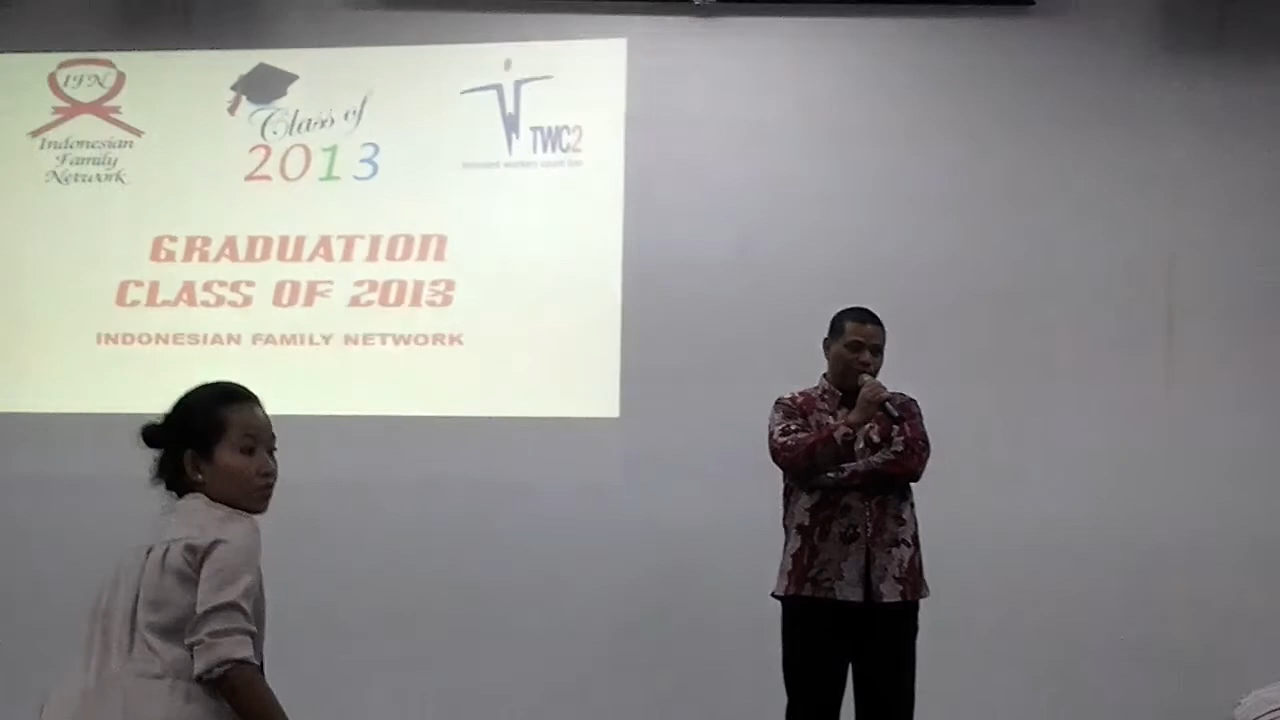 IFN
Indonesian
Family
Network
Class of
2013
TWC2
GRADUATION
CLASS OF 2013
INDONESIAN FAMILY NETWORK